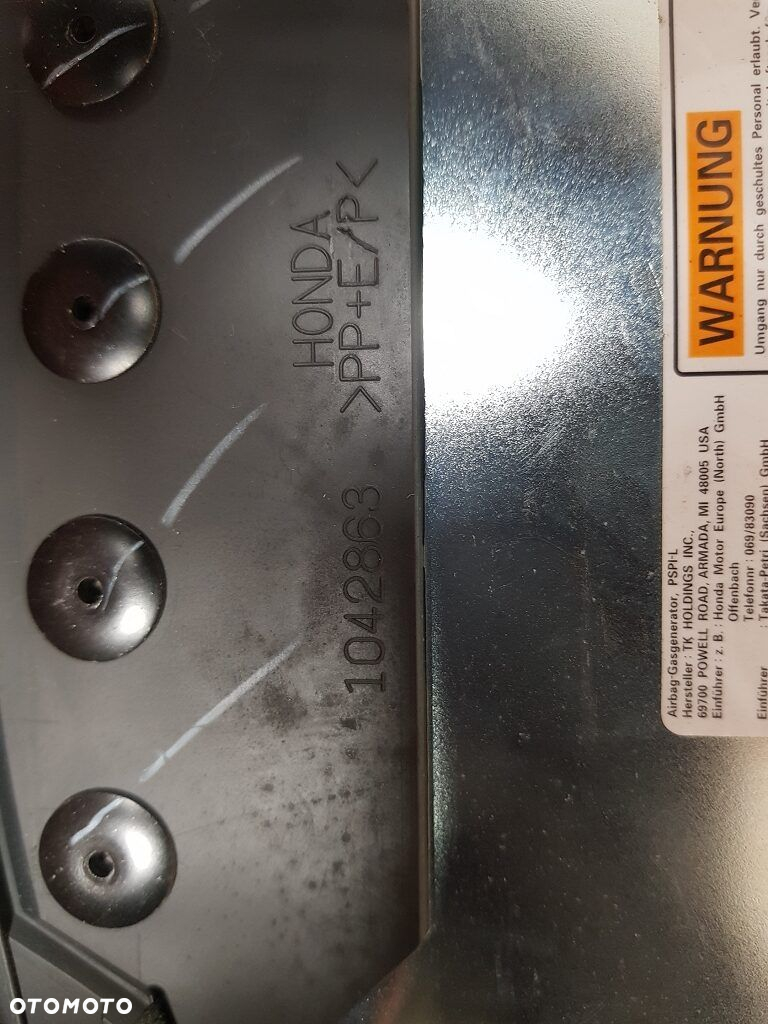 HONDA
>PP+E/P<
1042863
WARNUNG
Umgang nur durch geschultes Personal erlaubt.
Airbag-Gasgenerator, PSPI-L
Hersteller : TK HOLDINGS INC.,
69700 POWELL ROAD, ARMADA, MI 48005 USA
Einführer : z. B. : Honda Motor Europe (North) GmbH
Offenbach
Telefonnr : 069/83090
Einführer : Takata-Petri (Sachsen) GmbH
OTOMOTO